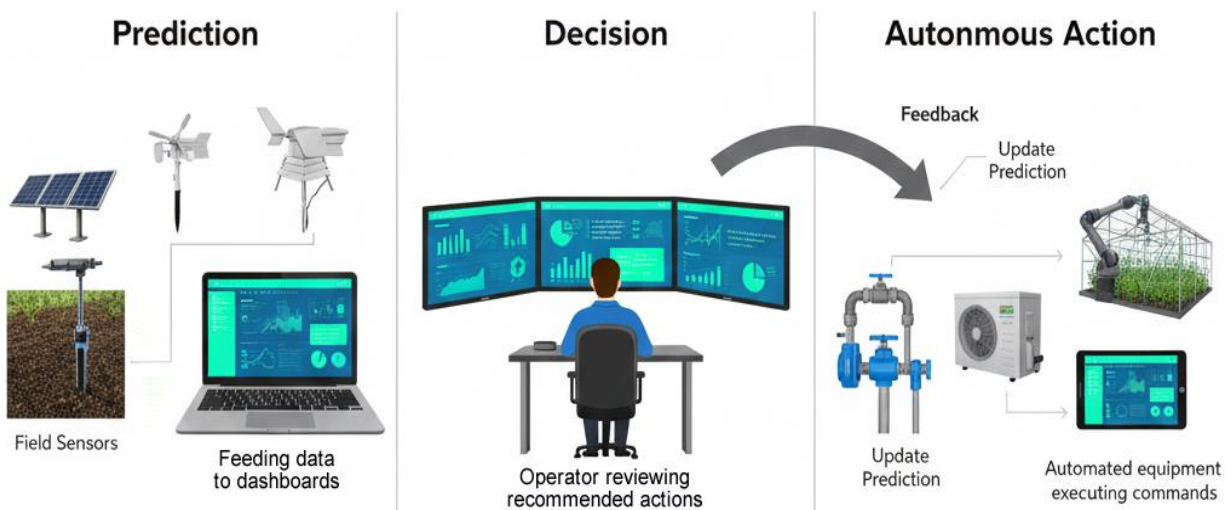 Prediction
Field Sensors
Feeding data
to dashboards
Decision
Operator reviewing
recommended actions
Autonmous Action
Feedback
Update
Prediction
Update
Prediction
Automated equipment
executing commands